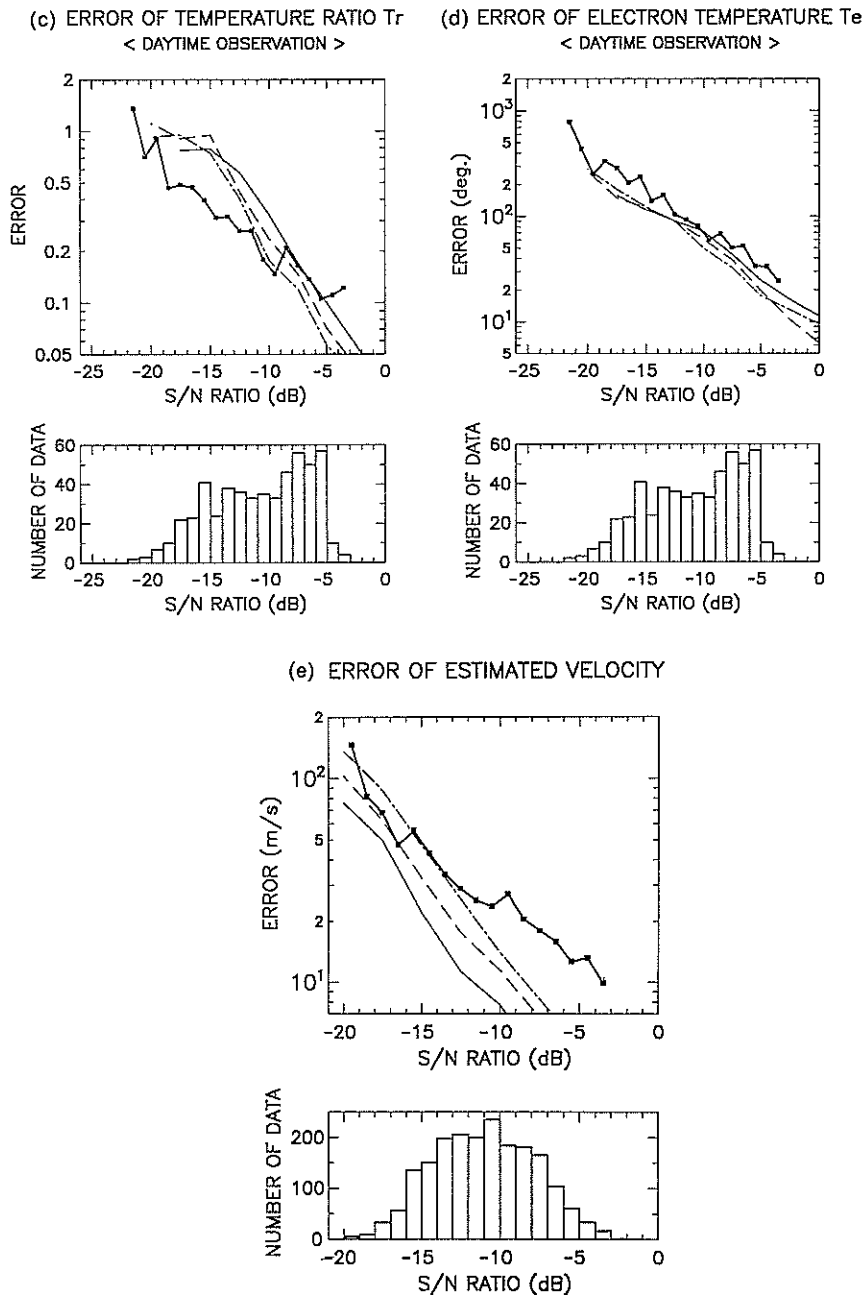 (c) ERROR OF TEMPERATURE RATIO Tr
< DAYTIME OBSERVATION >
2
1
0.5
0.2
0.1
0.05
ERROR
-25 -20 -15 -10 -5 0
S/N RATIO (dB)
60
40
20
0
NUMBER OF DATA
-25 -20 -15 -10 -5 0
S/N RATIO (dB)
(d) ERROR OF ELECTRON TEMPERATURE Te
< DAYTIME OBSERVATION >
2
10³
5
2
10²
5
2
10¹
5
ERROR (deg.)
-25 -20 -15 -10 -5 0
S/N RATIO (dB)
60
40
20
0
NUMBER OF DATA
-25 -20 -15 -10 -5 0
S/N RATIO (dB)
(e) ERROR OF ESTIMATED VELOCITY
2
10²
5
2
10¹
ERROR (m/s)
-20 -15 -10 -5 0
S/N RATIO (dB)
200
100
0
NUMBER OF DATA
-20 -15 -10 -5 0
S/N RATIO (dB)